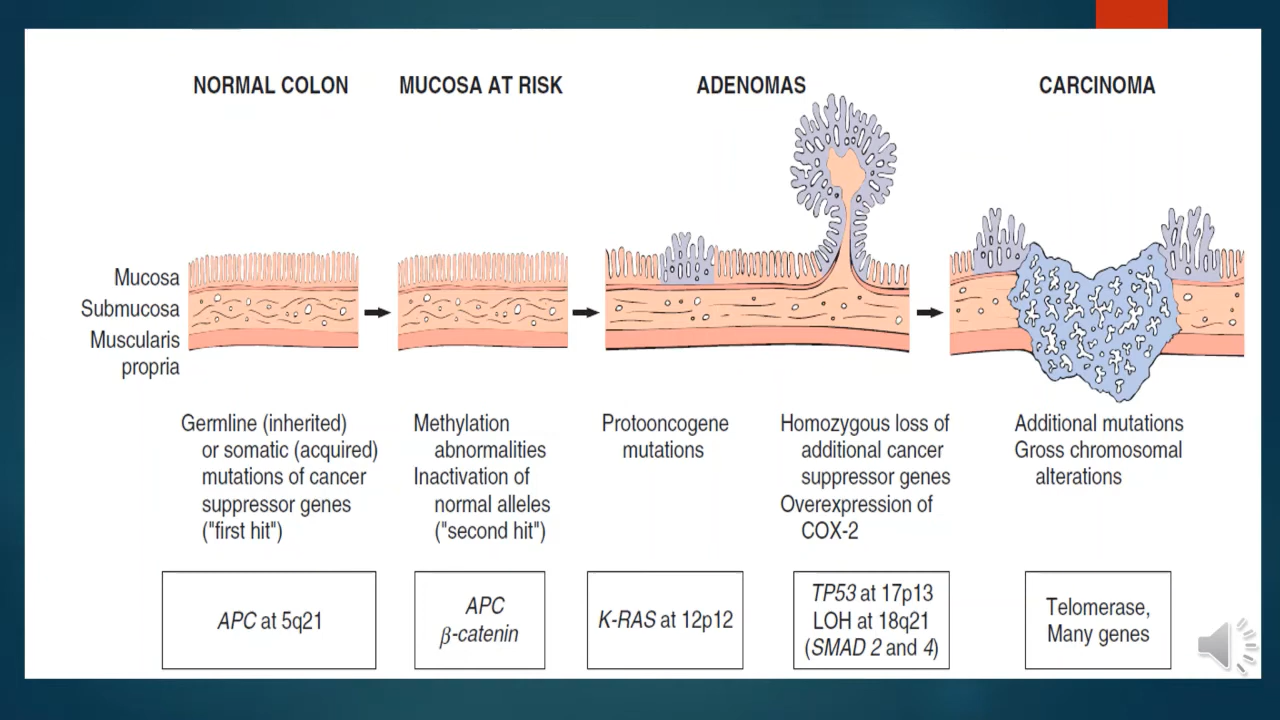 NORMAL COLON
MUCOSA AT RISK
ADENOMAS
CARCINOMA
Mucosa
Submucosa
Muscularis
propria
Germline (inherited)
or somatic (acquired)
mutations of cancer
suppressor genes
("first hit")
Methylation
abnormalities
Inactivation of
normal alleles
("second hit")
Protooncogene
mutations
Homozygous loss of
additional cancer
suppressor genes
Overexpression of
COX-2
Additional mutations
Gross chromosomal
alterations
APC at 5q21
APC
β-catenin
K-RAS at 12p12
TP53 at 17p13
LOH at 18q21
(SMAD 2 and 4)
Telomerase,
Many genes